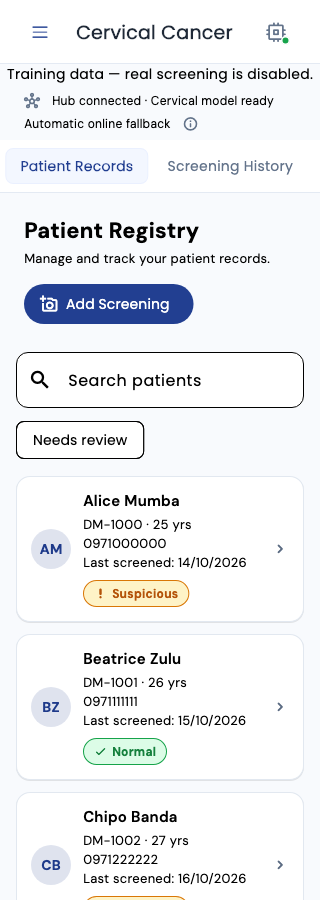 Cervical Cancer
Training data — real screening is disabled.
Hub connected · Cervical model ready
Automatic online fallback
Patient Records
Screening History
Patient Registry
Manage and track your patient records.
Add Screening
Search patients
Needs review
Alice Mumba
DM-1000 · 25 yrs
AM
0971000000
Last screened: 14/10/2026
Suspicious
Beatrice Zulu
DM-1001 · 26 yrs
BZ
0971111111
Last screened: 15/10/2026
Normal
Chipo Banda
DM-1002 · 27 yrs
CB
0971222222
Last screened: 16/10/2026